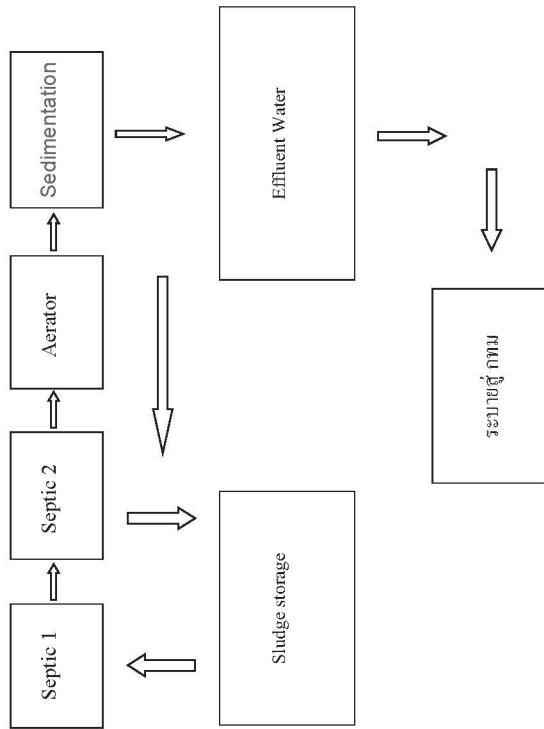 Septic 1
Septic 2
Aerator
Sedimentation
Sludge storage
Effluent Water
ระบายสู่ กทม